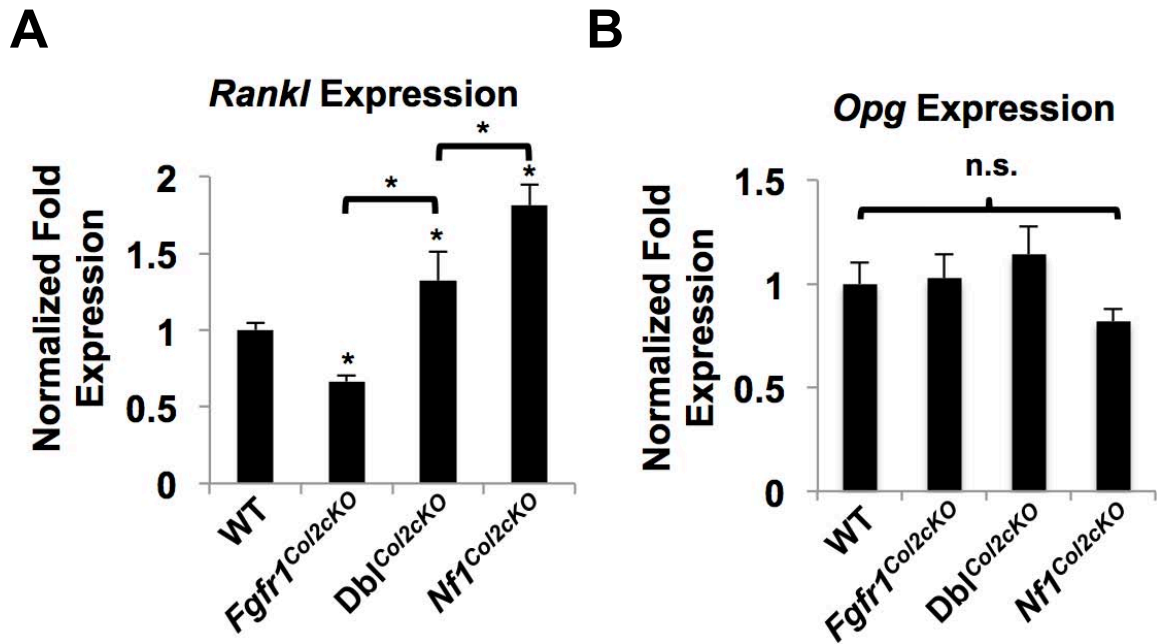 A
Rankl Expression
*
*
*
*
*
Normalized Fold
Expression
2
1.5
1
0.5
0
WT
Fgfr1Col2cKO
DblCol2cKO
Nf1Col2cKO
B
Opg Expression
n.s.
Normalized Fold
Expression
1.5
1
0.5
0
WT
Fgfr1Col2cKO
DblCol2cKO
Nf1Col2cKO